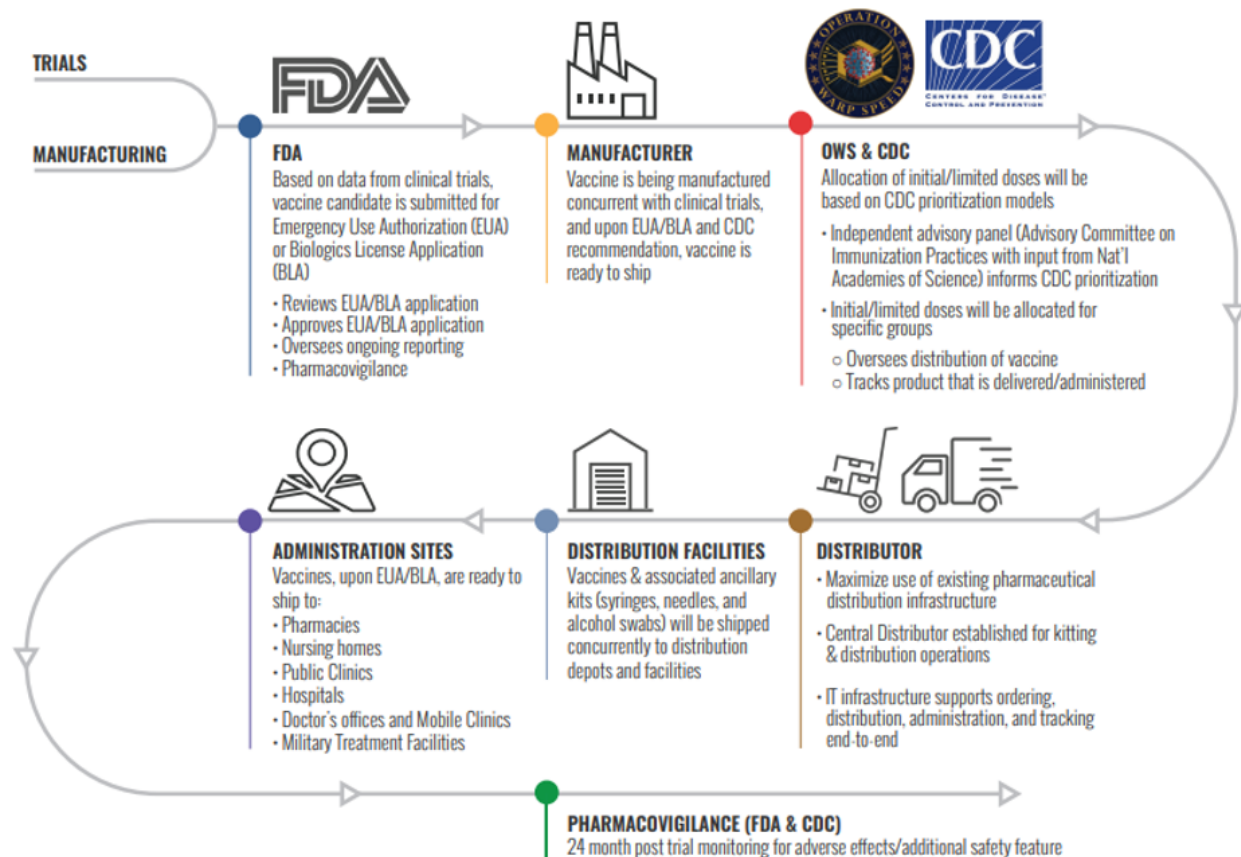 TRIALS
MANUFACTURING
FDA
FDA
Based on data from clinical trials,
vaccine candidate is submitted for
Emergency Use Authorization (EUA)
or Biologics License Application
(BLA)
• Reviews EUA/BLA application
• Approves EUA/BLA application
• Oversees ongoing reporting
• Pharmacovigilance
MANUFACTURER
Vaccine is being manufactured
concurrent with clinical trials,
and upon EUA/BLA and CDC
recommendation, vaccine is
ready to ship
OPERATION
WARP SPEED
CDC
CENTERS FOR DISEASE
CONTROL AND PREVENTION
OWS & CDC
Allocation of initial/limited doses will be
based on CDC prioritization models
• Independent advisory panel (Advisory Committee on
Immunization Practices with input from Nat'l
Academies of Science) informs CDC prioritization
• Initial/limited doses will be allocated for
specific groups
○ Oversees distribution of vaccine
○ Tracks product that is delivered/administered
ADMINISTRATION SITES
Vaccines, upon EUA/BLA, are ready to
ship to:
• Pharmacies
• Nursing homes
• Public Clinics
• Hospitals
• Doctor's offices and Mobile Clinics
• Military Treatment Facilities
DISTRIBUTION FACILITIES
Vaccines & associated ancillary
kits (syringes, needles, and
alcohol swabs) will be shipped
concurrently to distribution
depots and facilities
DISTRIBUTOR
• Maximize use of existing pharmaceutical
distribution infrastructure
• Central Distributor established for kitting
& distribution operations
• IT infrastructure supports ordering,
distribution, administration, and tracking
end-to-end
PHARMACOVIGILANCE (FDA & CDC)
24 month post trial monitoring for adverse effects/additional safety feature